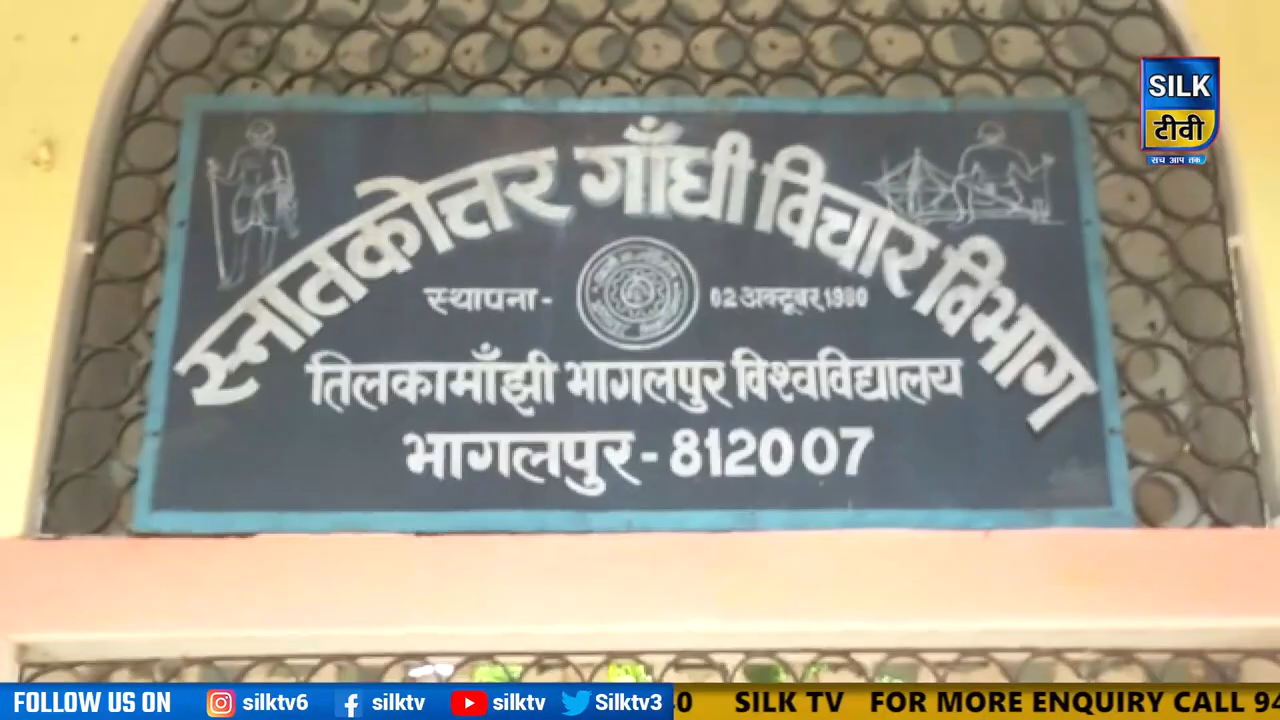 स्नातकोत्तर गाँधी विचार विभाग
स्थापना- 02 अक्टूबर, 1980
तिलकामाँझी भागलपुर विश्वविद्यालय
भागलपुर-812007
SILK
टीवी
सच आप तक
FOLLOW US ON silktv6 silktv silktv Silktv3
SILK TV FOR MORE ENQUIRY CALL